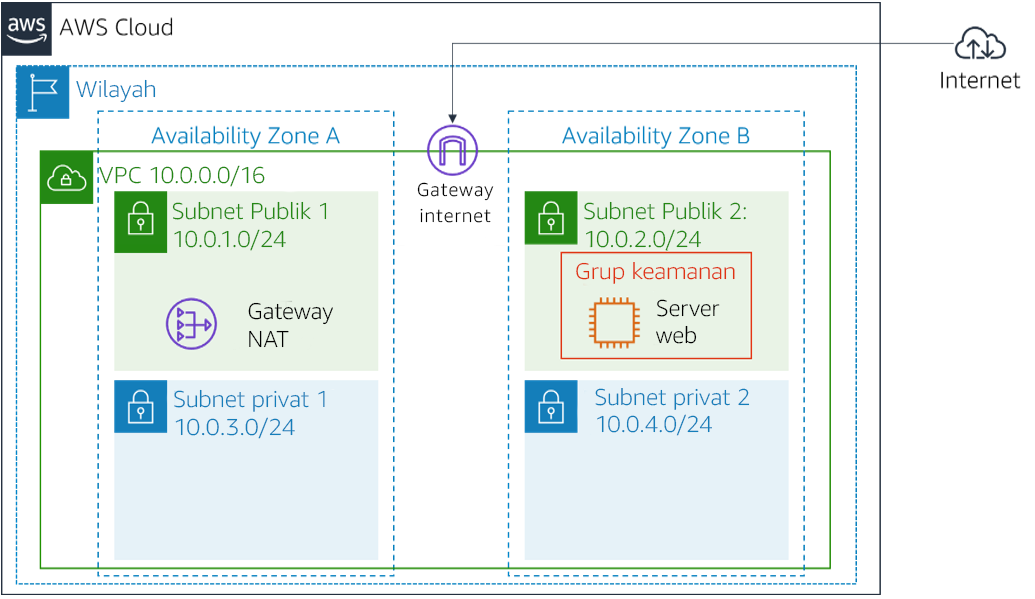 aws
AWS Cloud
Internet
Wilayah
Availability Zone A
Availability Zone B
VPC 10.0.0.0/16
Gateway
internet
Subnet Publik 1
10.0.1.0/24
Subnet Publik 2:
10.0.2.0/24
Grup keamanan
Gateway
NAT
Server
web
Subnet privat 1
10.0.3.0/24
Subnet privat 2
10.0.4.0/24